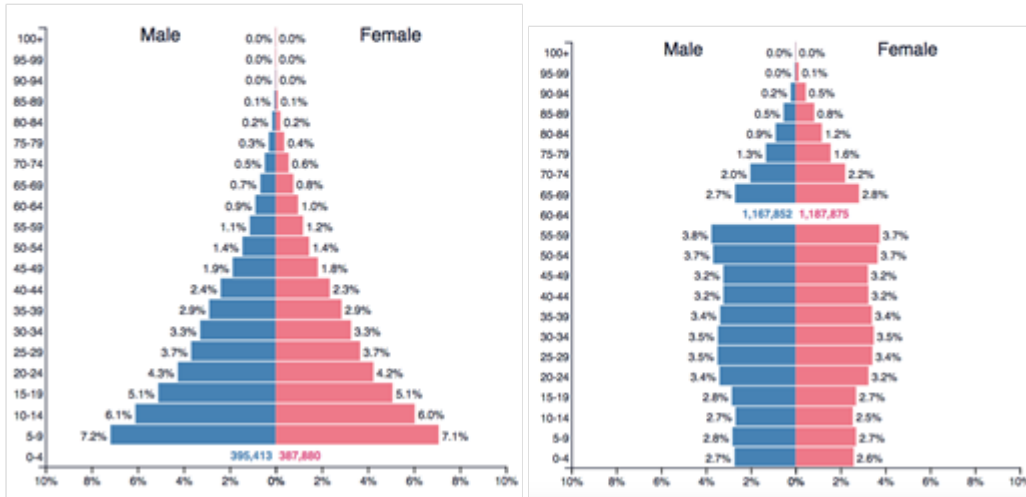 Male Female
100+ 0.0% 0.0%
95-99 0.0% 0.0%
90-94 0.0% 0.0%
85-89 0.1% 0.1%
80-84 0.2% 0.2%
75-79 0.3% 0.4%
70-74 0.5% 0.6%
65-69 0.7% 0.8%
60-64 0.9% 1.0%
55-59 1.1% 1.2%
50-54 1.4% 1.4%
45-49 1.9% 1.8%
40-44 2.4% 2.3%
35-39 2.9% 2.9%
30-34 3.3% 3.3%
25-29 3.7% 3.7%
20-24 4.3% 4.2%
15-19 5.1% 5.1%
10-14 6.1% 6.0%
5-9 7.2% 7.1%
0-4 395,413 387,880
10% 8% 6% 4% 2% 0% 2% 4% 6% 8% 10%
Male Female
100+ 0.0% 0.0%
95-99 0.0% 0.1%
90-94 0.2% 0.5%
85-89 0.5% 0.8%
80-84 0.9% 1.2%
75-79 1.3% 1.6%
70-74 2.0% 2.2%
65-69 2.7% 2.8%
60-64 1,167,852 1,187,875
55-59 3.8% 3.7%
50-54 3.7% 3.7%
45-49 3.2% 3.2%
40-44 3.2% 3.2%
35-39 3.4% 3.4%
30-34 3.5% 3.5%
25-29 3.5% 3.4%
20-24 3.4% 3.2%
15-19 2.8% 2.7%
10-14 2.7% 2.5%
5-9 2.8% 2.7%
0-4 2.7% 2.6%
10% 8% 6% 4% 2% 0% 2% 4% 6% 8% 10%